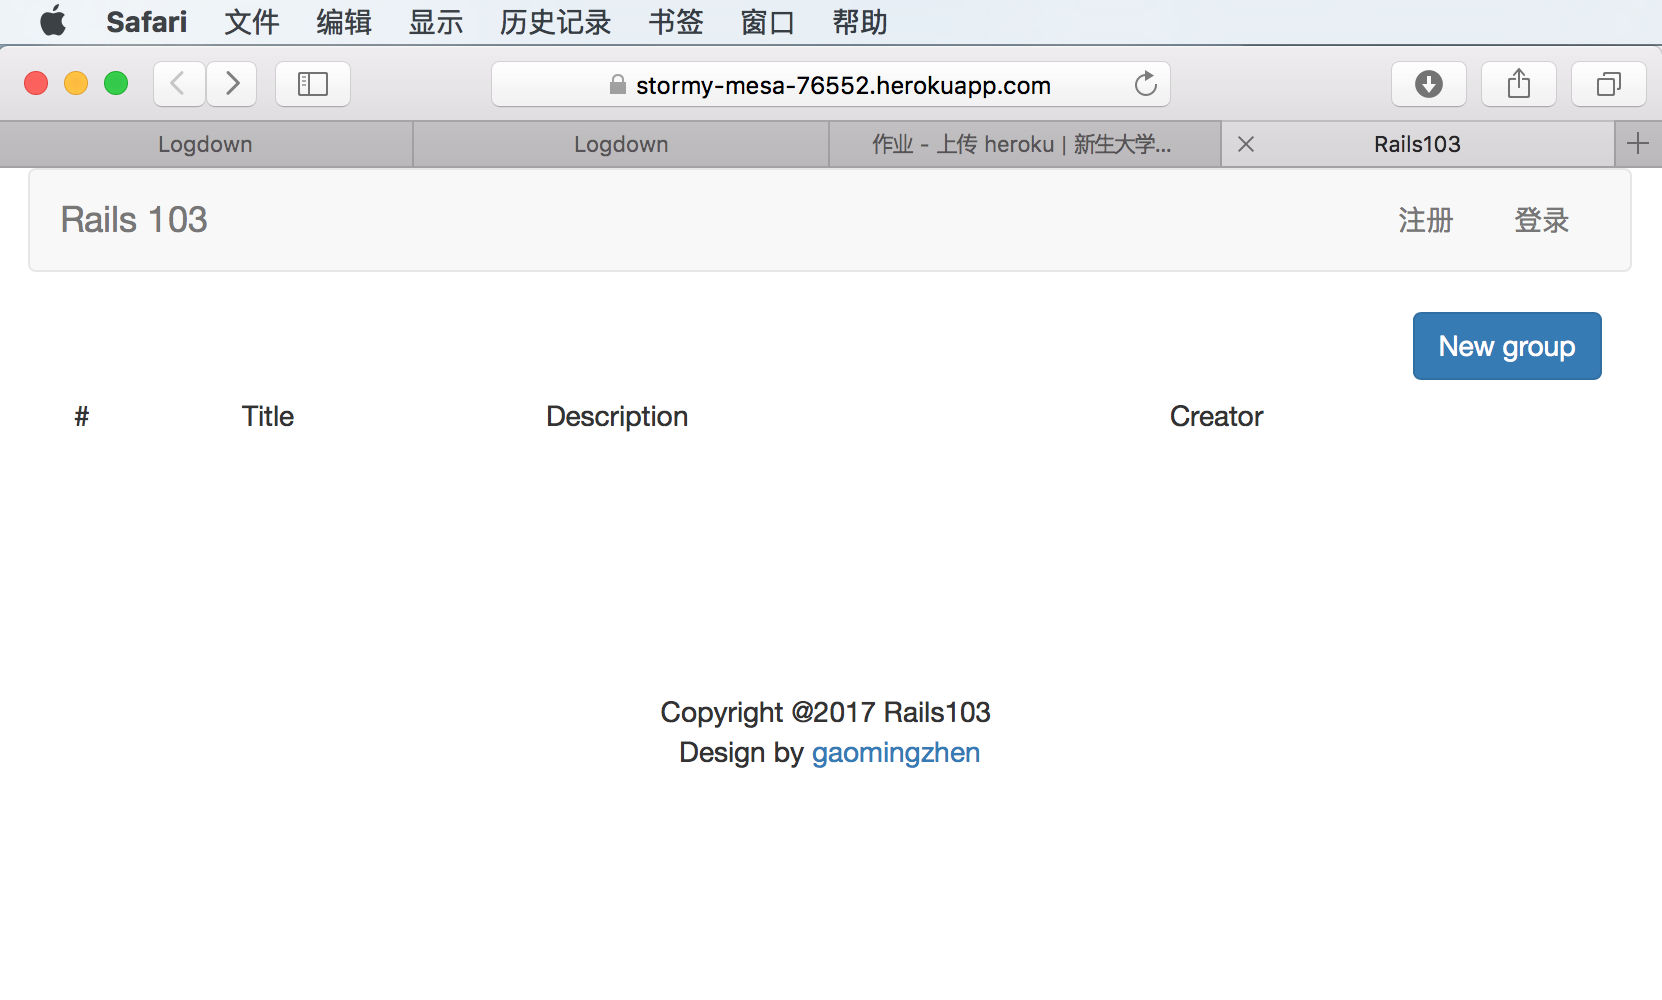 Safari 文件 编辑 显示 历史记录 书签 窗口 帮助
stormy-mesa-76552.herokuapp.com
Logdown Logdown 作业 - 上传 heroku | 新生大学... Rails103
Rails 103 注册 登录
New group
# Title Description Creator
Copyright @2017 Rails103
Design by gaomingzhen